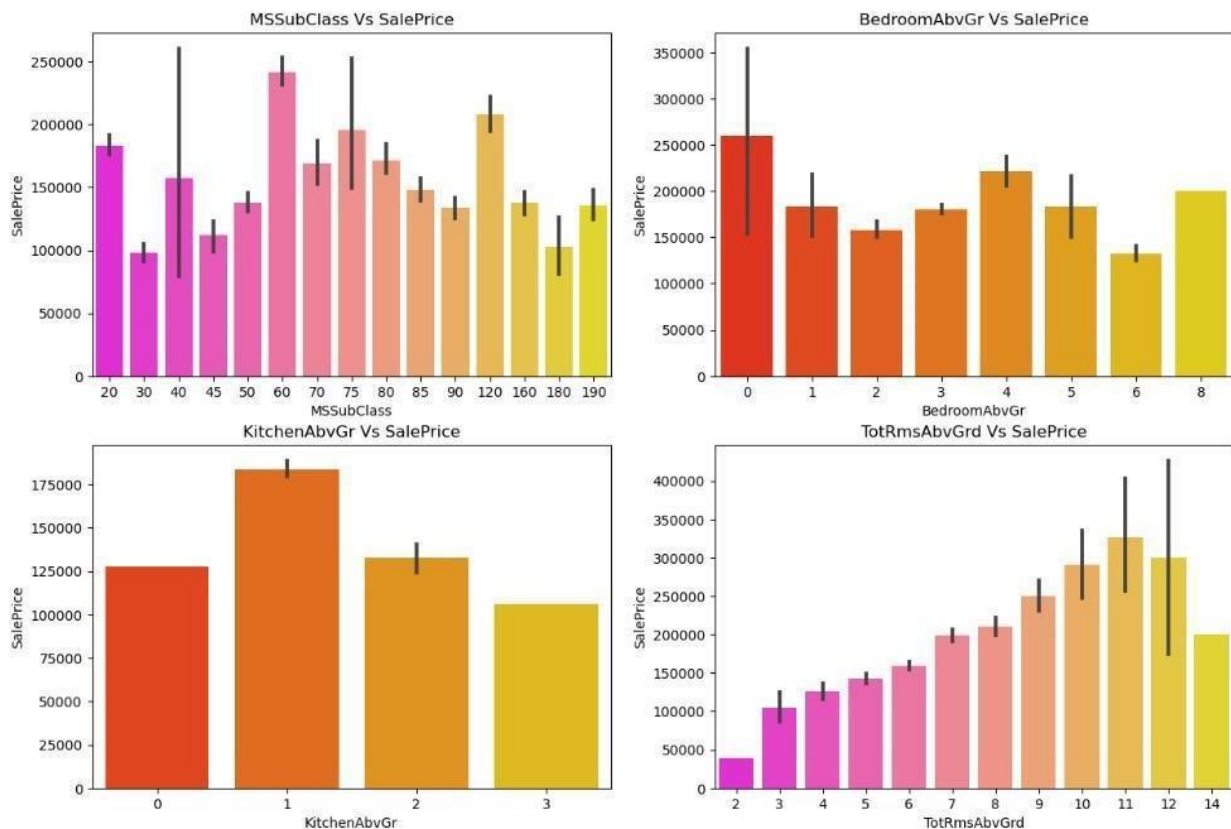 MSSubClass Vs SalePrice
SalePrice
250000
200000
150000
100000
50000
0
20 30 40 45 50 60 70 75 80 85 90 120 160 180 190
MSSubClass
BedroomAbvGr Vs SalePrice
SalePrice
350000
300000
250000
200000
150000
100000
50000
0
0 1 2 3 4 5 6 8
BedroomAbvGr
KitchenAbvGr Vs SalePrice
SalePrice
175000
150000
125000
100000
75000
50000
25000
0
0 1 2 3
KitchenAbvGr
TotRmsAbvGrd Vs SalePrice
SalePrice
400000
350000
300000
250000
200000
150000
100000
50000
0
2 3 4 5 6 7 8 9 10 11 12 14
TotRmsAbvGrd